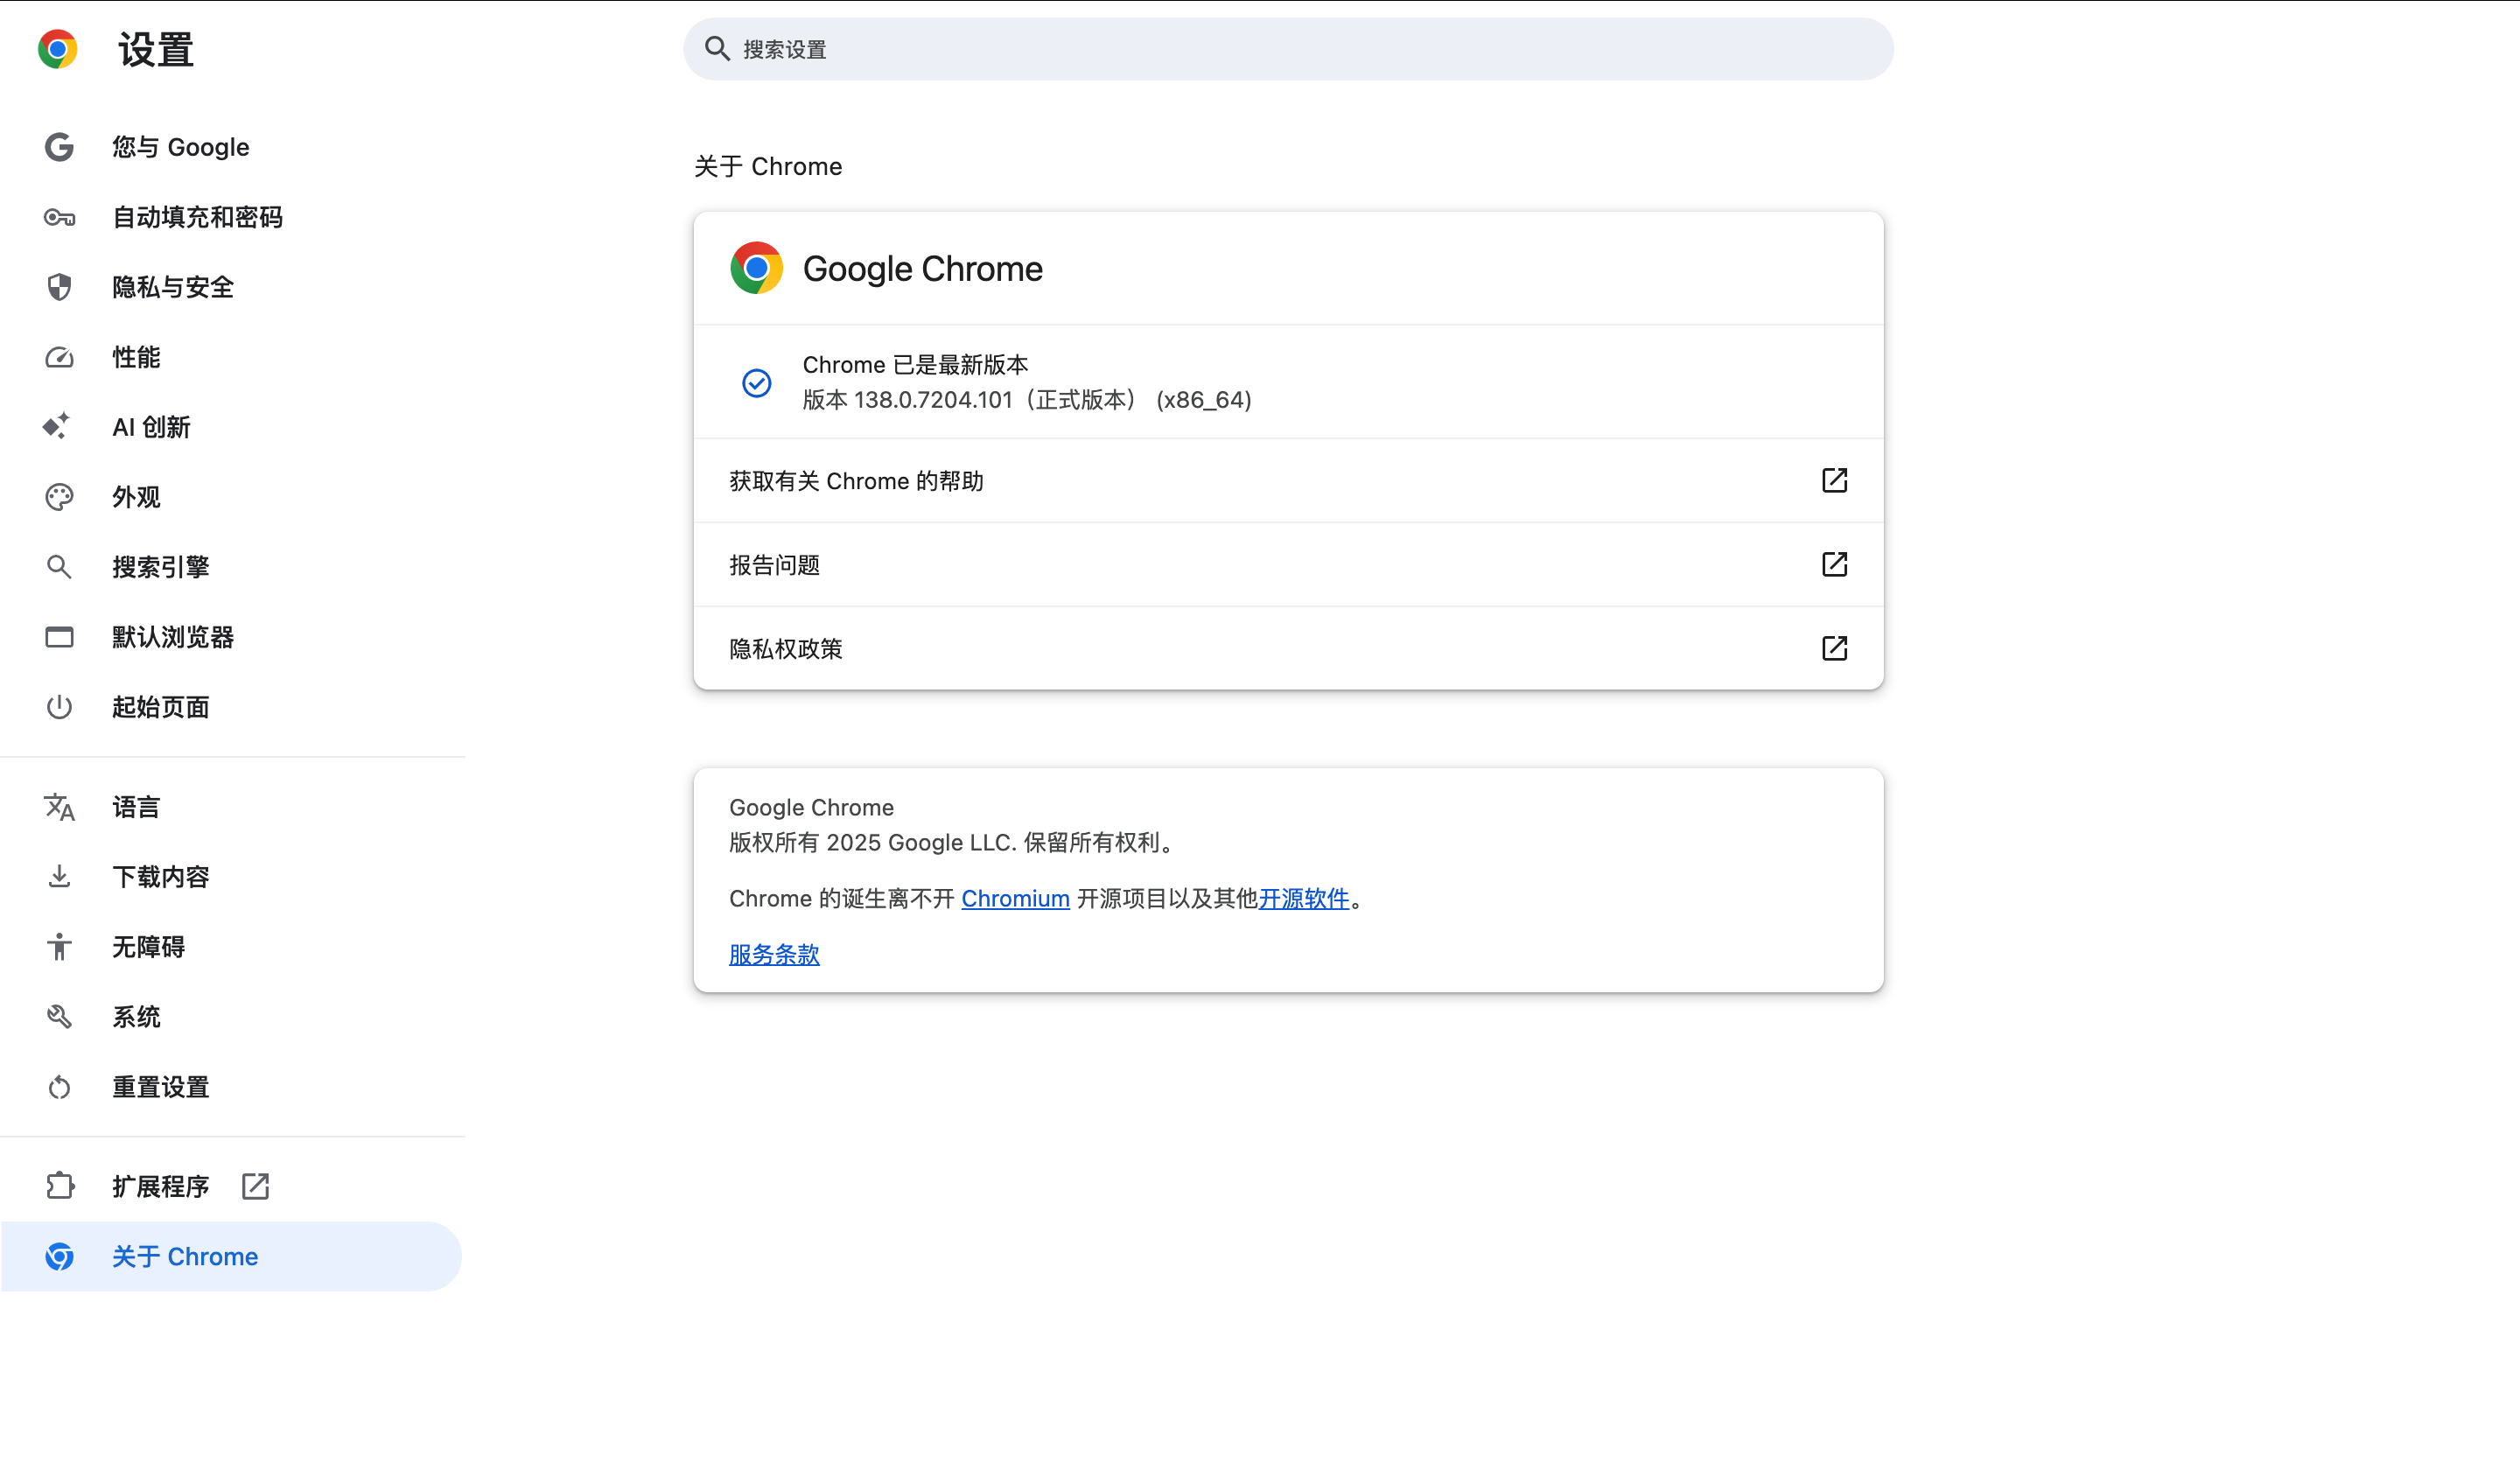 设置
搜索设置
您与 Google
自动填充和密码
隐私与安全
性能
AI 创新
外观
搜索引擎
默认浏览器
起始页面
语言
下载内容
无障碍
系统
重置设置
扩展程序
关于 Chrome
关于 Chrome
Google Chrome
Chrome 已是最新版本
版本 138.0.7204.101（正式版本） (x86_64)
获取有关 Chrome 的帮助
报告问题
隐私权政策
Google Chrome
版权所有 2025 Google LLC. 保留所有权利。
Chrome 的诞生离不开 Chromium 开源项目以及其他开源软件。
服务条款